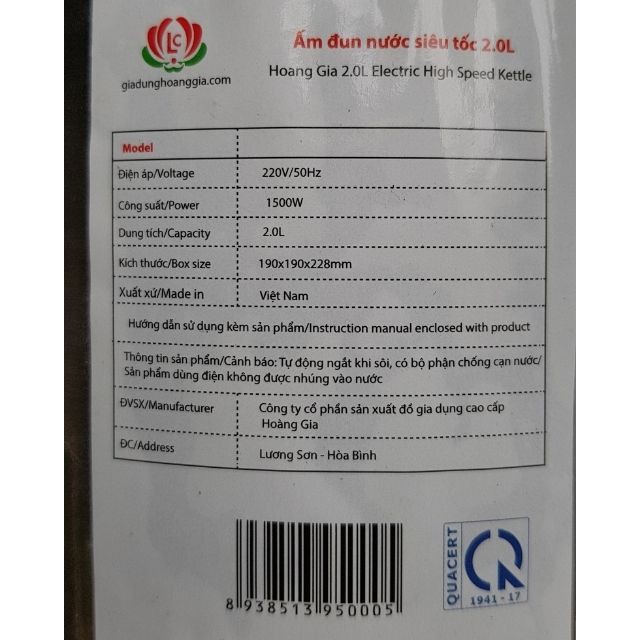 LC
giadunghoanggia.com
Ấm đun nước siêu tốc 2.0L
Hoang Gia 2.0L Electric High Speed Kettle
Model
Điện áp/Voltage 220V/50Hz
Công suất/Power 1500W
Dung tích/Capacity 2.0L
Kích thước/Box size 190x190x228mm
Xuất xứ/Made in Việt Nam
Hướng dẫn sử dụng kèm sản phẩm/Instruction manual enclosed with product
Thông tin sản phẩm/Cảnh báo: Tự động ngắt khi sôi, có bộ phận chống cạn nước/
Sản phẩm dùng điện không được nhúng vào nước
ĐVSX/Manufacturer Công ty cổ phần sản xuất đồ gia dụng cao cấp
Hoàng Gia
ĐC/Address Lương Sơn - Hòa Bình
8 938513 950005
QUACERT
1941 - 17